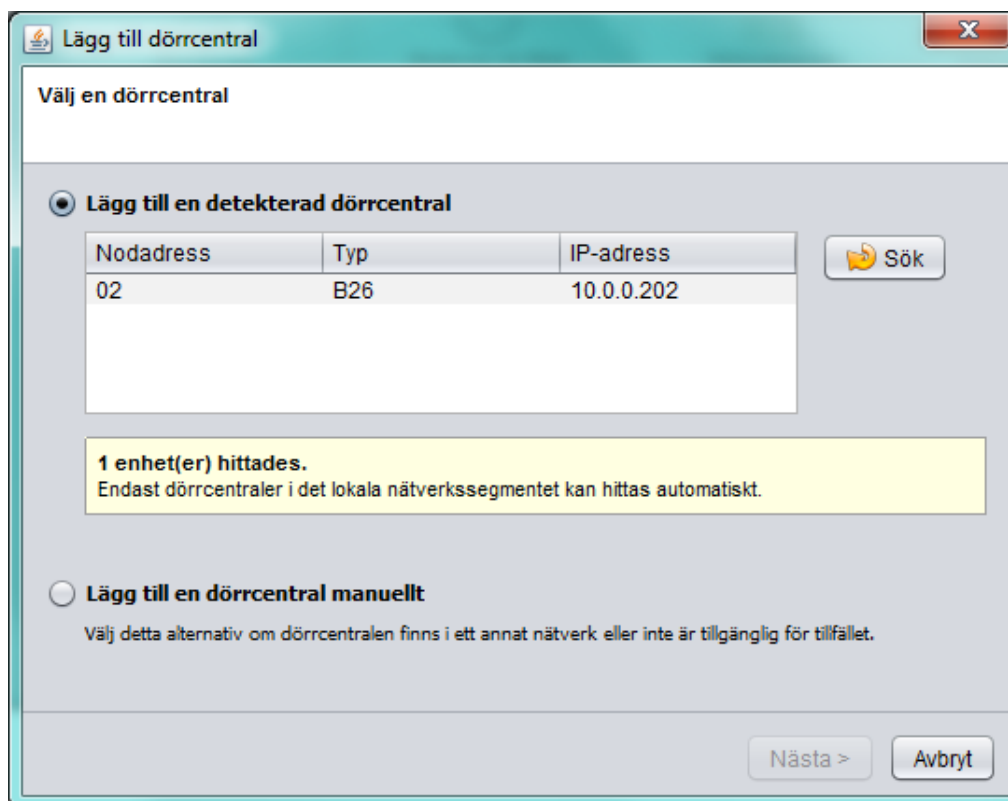 Lägg till dörrcentral
Välj en dörrcentral
Lägg till en detekterad dörrcentral
Nodadress Typ IP-adress
Sök
02 B26 10.0.0.202
1 enhet(er) hittades.
Endast dörrcentraler i det lokala nätverkssegmentet kan hittas automatiskt.
Lägg till en dörrcentral manuellt
Välj detta alternativ om dörrcentralen finns i ett annat nätverk eller inte är tillgänglig för tillfället.
Nästa > Avbryt